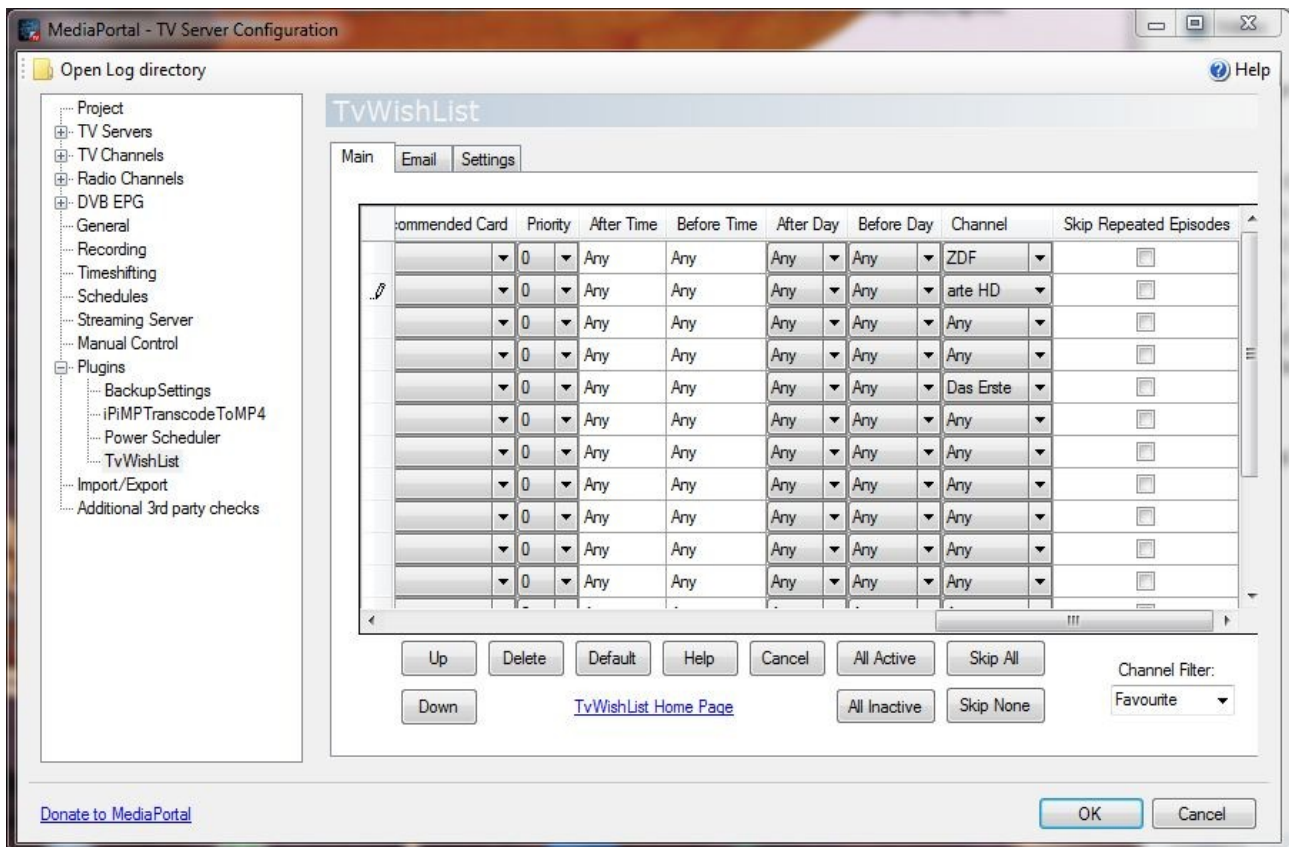 MediaPortal - TV Server Configuration
Open Log directory
Help
Project
TV Servers
TV Channels
Radio Channels
DVB EPG
General
Recording
Timeshifting
Schedules
Streaming Server
Manual Control
Plugins
BackupSettings
iPiMPTranscodeToMP4
Power Scheduler
TvWishList
Import/Export
Additional 3rd party checks
TvWishList
Main Email Settings
commended Card Priority After Time Before Time After Day Before Day Channel Skip Repeated Episodes
0 Any Any Any Any ZDF
0 Any Any Any Any arte HD
0 Any Any Any Any Any
0 Any Any Any Any Any
0 Any Any Any Any Das Erste
0 Any Any Any Any Any
0 Any Any Any Any Any
0 Any Any Any Any Any
0 Any Any Any Any Any
0 Any Any Any Any Any
0 Any Any Any Any Any
Up Delete Default Help Cancel All Active Skip All
Channel Filter:
Down TvWishList Home Page All Inactive Skip None Favourite
Donate to MediaPortal
OK Cancel